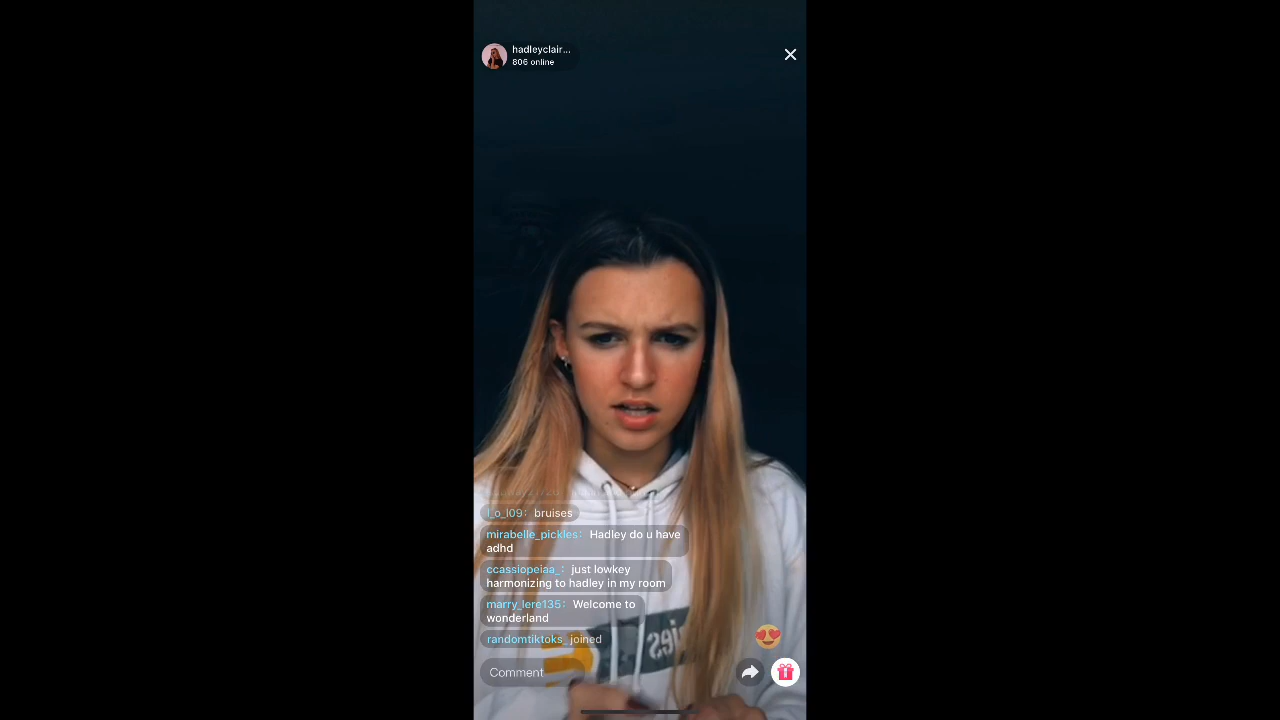 hadleyclair...
806 online
l_o_l09: bruises
mirabelle_pickles: Hadley do u have
adhd
ccassiopeiaa_: just lowkey
harmonizing to hadley in my room
marry_lere135: Welcome to
wonderland
randomtiktoks_ joined
Comment